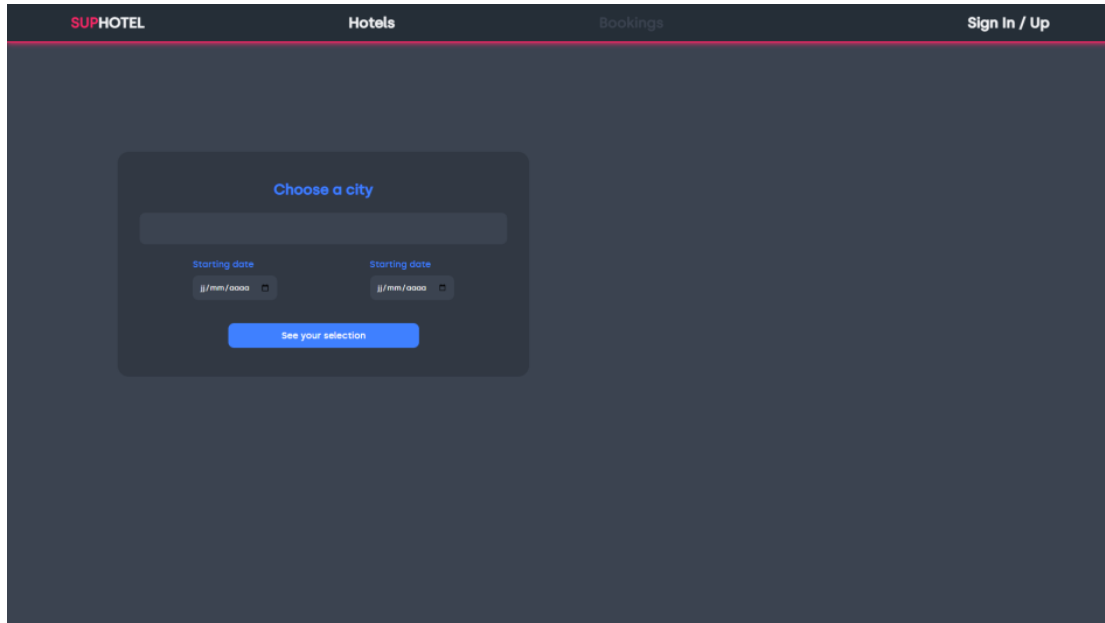 SUPHOTEL Hotels Bookings Sign In / Up
Choose a city
Starting date Starting date
jj/mm/aaaa jj/mm/aaaa
See your selection